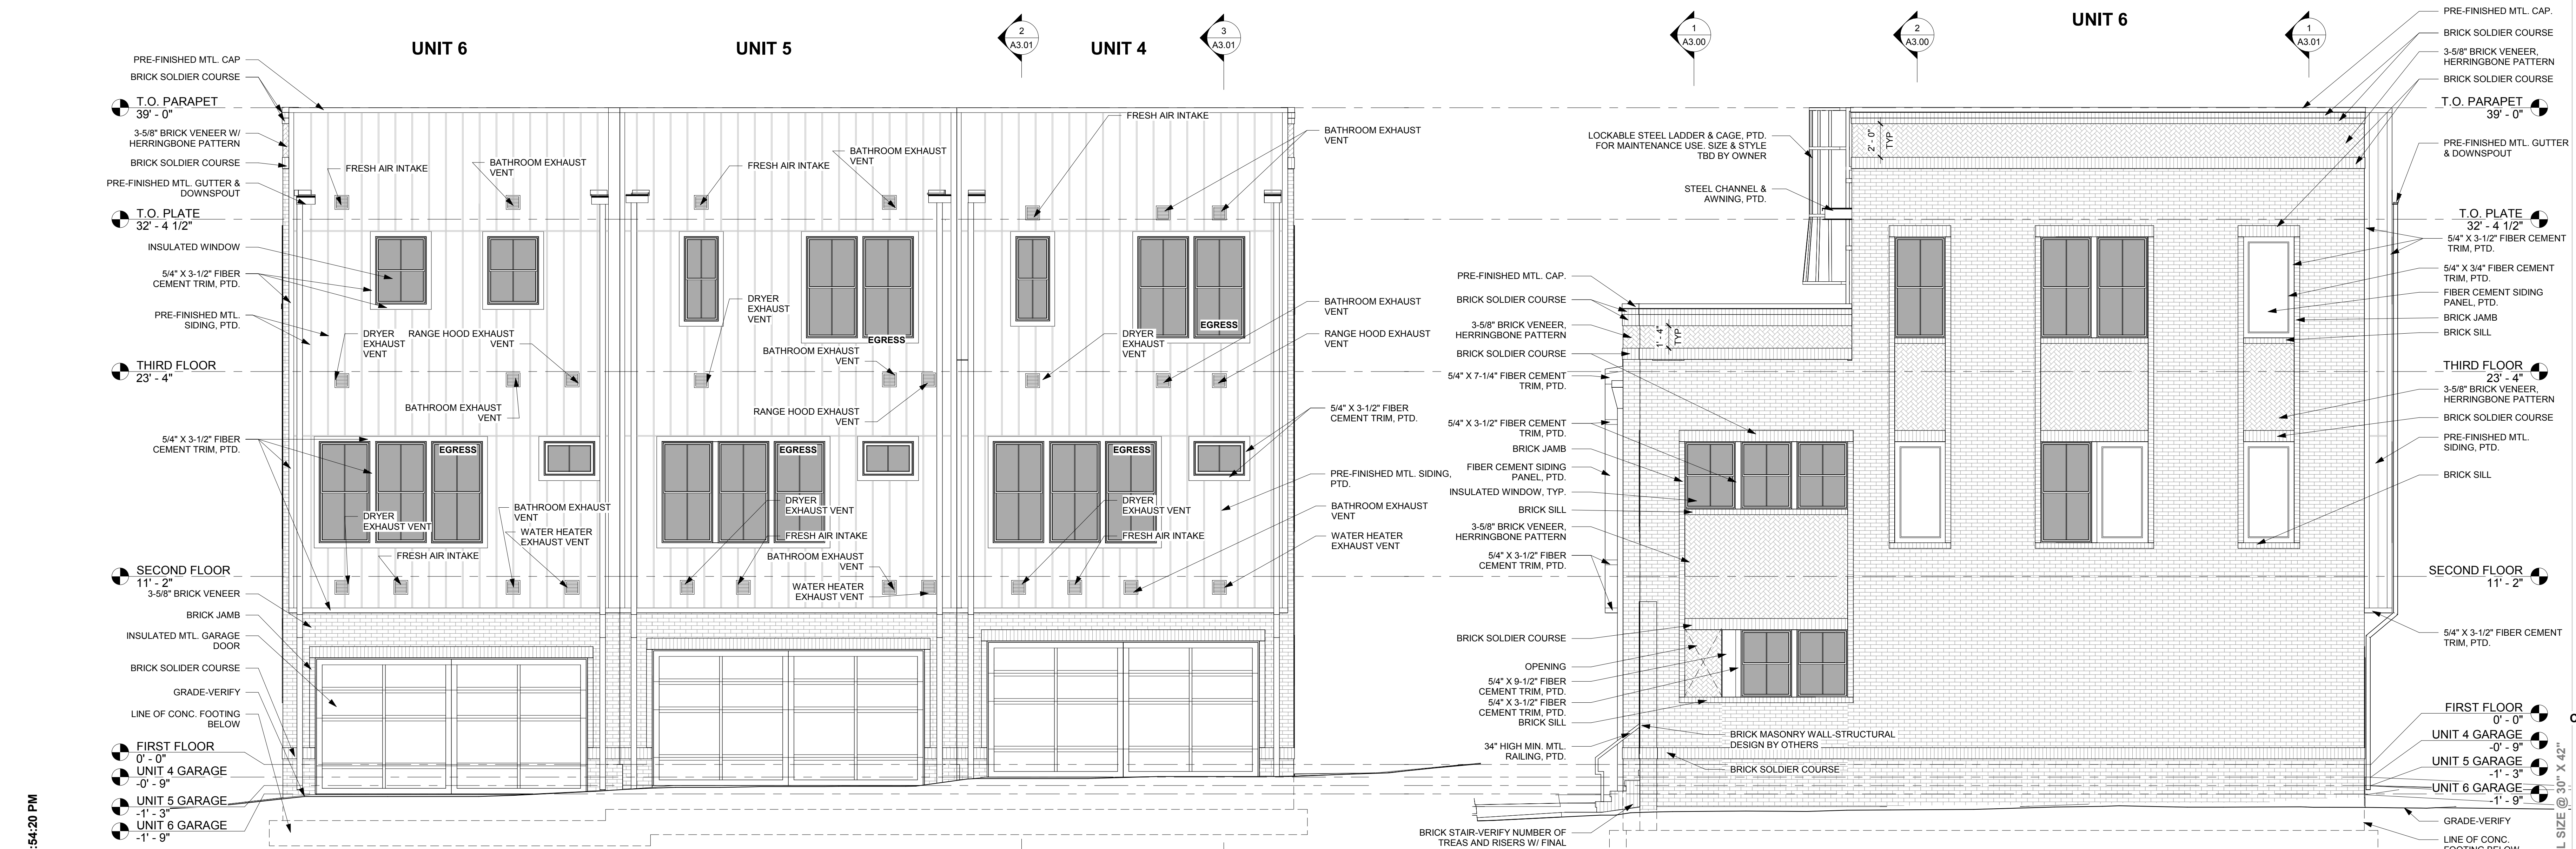 UNIT 6
UNIT 5
UNIT 4
2
A3.01
3
A3.01
PRE-FINISHED MTL. CAP
BRICK SOLDIER COURSE
T.O. PARAPET
39' - 0"
3-5/8" BRICK VENEER W/
HERRINGBONE PATTERN
BRICK SOLDIER COURSE
PRE-FINISHED MTL. GUTTER &
DOWNSPOUT
T.O. PLATE
32' - 4 1/2"
INSULATED WINDOW
5/4" X 3-1/2" FIBER
CEMENT TRIM, PTD.
PRE-FINISHED MTL.
SIDING, PTD.
THIRD FLOOR
23' - 4"
5/4" X 3-1/2" FIBER
CEMENT TRIM, PTD.
SECOND FLOOR
11' - 2"
3-5/8" BRICK VENEER
BRICK JAMB
INSULATED MTL. GARAGE
DOOR
BRICK SOLIDER COURSE
GRADE-VERIFY
LINE OF CONC. FOOTING
BELOW
FIRST FLOOR
0' - 0"
UNIT 4 GARAGE
-0' - 9"
UNIT 5 GARAGE
-1' - 3"
UNIT 6 GARAGE
-1' - 9"
:54:20 PM
FRESH AIR INTAKE
BATHROOM EXHAUST
VENT
DRYER
EXHAUST
VENT
RANGE HOOD EXHAUST
VENT
BATHROOM EXHAUST
VENT
EGRESS
DRYER
EXHAUST VENT
BATHROOM EXHAUST
VENT
WATER HEATER
EXHAUST VENT
FRESH AIR INTAKE
FRESH AIR INTAKE
BATHROOM EXHAUST
VENT
DRYER
EXHAUST
VENT
EGRESS
BATHROOM EXHAUST
VENT
RANGE HOOD EXHAUST
VENT
EGRESS
DRYER
EXHAUST VENT
FRESH AIR INTAKE
BATHROOM EXHAUST
VENT
WATER HEATER
EXHAUST VENT
FRESH AIR INTAKE
BATHROOM EXHAUST
VENT
EGRESS
DRYER
EXHAUST
VENT
BATHROOM EXHAUST
VENT
RANGE HOOD EXHAUST
VENT
5/4" X 3-1/2" FIBER
CEMENT TRIM, PTD.
EGRESS
PRE-FINISHED MTL. SIDING,
PTD.
DRYER
EXHAUST VENT
FRESH AIR INTAKE
BATHROOM EXHAUST
VENT
WATER HEATER
EXHAUST VENT
1
A3.00
2
A3.00
UNIT 6
1
A3.01
LOCKABLE STEEL LADDER & CAGE, PTD.
FOR MAINTENANCE USE. SIZE & STYLE
TBD BY OWNER
STEEL CHANNEL &
AWNING, PTD.
2' - 0"
TYP
PRE-FINISHED MTL. CAP.
BRICK SOLDIER COURSE
3-5/8" BRICK VENEER,
HERRINGBONE PATTERN
1' - 4"
TYP
BRICK SOLDIER COURSE
5/4" X 7-1/4" FIBER CEMENT
TRIM, PTD.
5/4" X 3-1/2" FIBER CEMENT
TRIM, PTD.
BRICK JAMB
FIBER CEMENT SIDING
PANEL, PTD.
INSULATED WINDOW, TYP.
BRICK SILL
3-5/8" BRICK VENEER,
HERRINGBONE PATTERN
5/4" X 3-1/2" FIBER
CEMENT TRIM, PTD.
BRICK SOLDIER COURSE
OPENING
5/4" X 9-1/2" FIBER
CEMENT TRIM, PTD.
5/4" X 3-1/2" FIBER
CEMENT TRIM, PTD.
BRICK SILL
34" HIGH MIN. MTL.
RAILING, PTD.
BRICK MASONRY WALL-STRUCTURAL
DESIGN BY OTHERS
BRICK SOLDIER COURSE
BRICK STAIR-VERIFY NUMBER OF
TREAS AND RISERS W/ FINAL
PRE-FINISHED MTL. CAP.
BRICK SOLDIER COURSE
3-5/8" BRICK VENEER,
HERRINGBONE PATTERN
BRICK SOLDIER COURSE
T.O. PARAPET
39' - 0"
PRE-FINISHED MTL. GUTTER
& DOWNSPOUT
T.O. PLATE
32' - 4 1/2"
5/4" X 3-1/2" FIBER CEMENT
TRIM, PTD.
5/4" X 3/4" FIBER CEMENT
TRIM, PTD.
FIBER CEMENT SIDING
PANEL, PTD.
BRICK JAMB
BRICK SILL
THIRD FLOOR
23' - 4"
3-5/8" BRICK VENEER,
HERRINGBONE PATTERN
BRICK SOLDIER COURSE
PRE-FINISHED MTL.
SIDING, PTD.
BRICK SILL
SECOND FLOOR
11' - 2"
5/4" X 3-1/2" FIBER CEMENT
TRIM, PTD.
FIRST FLOOR
0' - 0"
UNIT 4 GARAGE
-0' - 9"
UNIT 5 GARAGE
-1' - 3"
UNIT 6 GARAGE
-1' - 9"
GRADE-VERIFY
LINE OF CONC.
L SIZE @ 30" X 42"